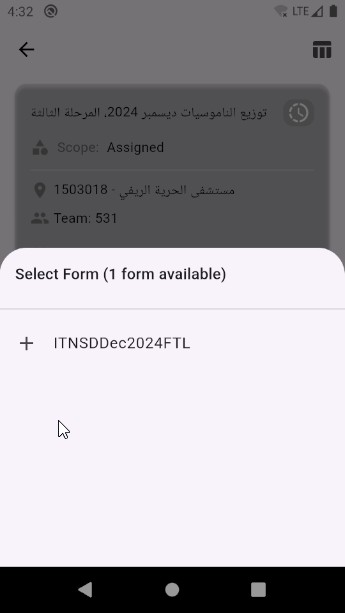 4:32 LTE
توزيع الناموسيات ديسمبر 2024, المرحلة الثالثة
Scope: Assigned
1503018 - مستشفى الحرية الريفي
Team: 531
Select Form (1 form available)
ITNSDDec2024FTL